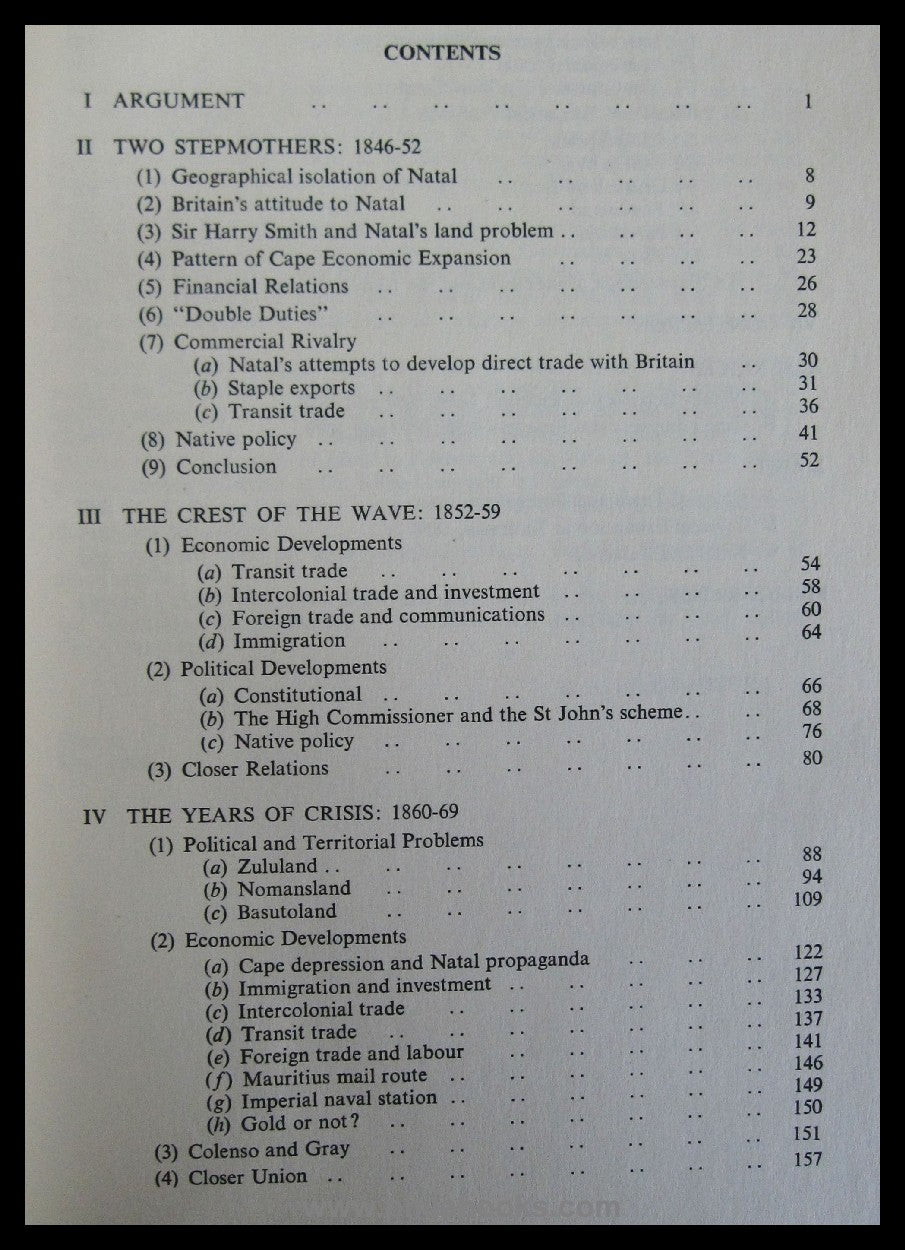 CONTENTS
I ARGUMENT .. .. .. .. .. .. .. .. 1
II TWO STEPMOTHERS: 1846-52
(1) Geographical isolation of Natal .. .. .. .. .. 8
(2) Britain's attitude to Natal .. .. .. .. .. .. 9
(3) Sir Harry Smith and Natal's land problem .. .. .. .. 12
(4) Pattern of Cape Economic Expansion .. .. .. .. 23
(5) Financial Relations .. .. .. .. .. .. .. 26
(6) "Double Duties" .. .. .. .. .. .. .. 28
(7) Commercial Rivalry
(a) Natal's attempts to develop direct trade with Britain .. 30
(b) Staple exports .. .. .. .. .. .. .. 31
(c) Transit trade .. .. .. .. .. .. .. 36
(8) Native policy .. .. .. .. .. .. .. .. 41
(9) Conclusion .. .. .. .. .. .. .. .. 52
III THE CREST OF THE WAVE: 1852-59
(1) Economic Developments
(a) Transit trade .. .. .. .. .. .. .. 54
(b) Intercolonial trade and investment .. .. .. .. 58
(c) Foreign trade and communications .. .. .. .. 60
(d) Immigration .. .. .. .. .. .. .. 64
(2) Political Developments
(a) Constitutional .. .. .. .. .. .. .. 66
(b) The High Commissioner and the St John's scheme .. .. 68
(c) Native policy .. .. .. .. .. .. .. 76
(3) Closer Relations .. .. .. .. .. .. .. 80
IV THE YEARS OF CRISIS: 1860-69
(1) Political and Territorial Problems
(a) Zululand .. .. .. .. .. .. .. .. 88
(b) Nomansland .. .. .. .. .. .. .. 94
(c) Basutoland .. .. .. .. .. .. .. 109
(2) Economic Developments
(a) Cape depression and Natal propaganda .. .. .. 122
(b) Immigration and investment .. .. .. .. .. 127
(c) Intercolonial trade .. .. .. .. .. .. 133
(d) Transit trade .. .. .. .. .. .. .. 137
(e) Foreign trade and labour .. .. .. .. .. 141
(f) Mauritius mail route .. .. .. .. .. .. 146
(g) Imperial naval station .. .. .. .. .. .. 149
(h) Gold or not? .. .. .. .. .. .. .. 150
(3) Colenso and Gray .. .. .. .. .. .. .. 151
(4) Closer Union .. .. .. .. .. .. .. .. 157